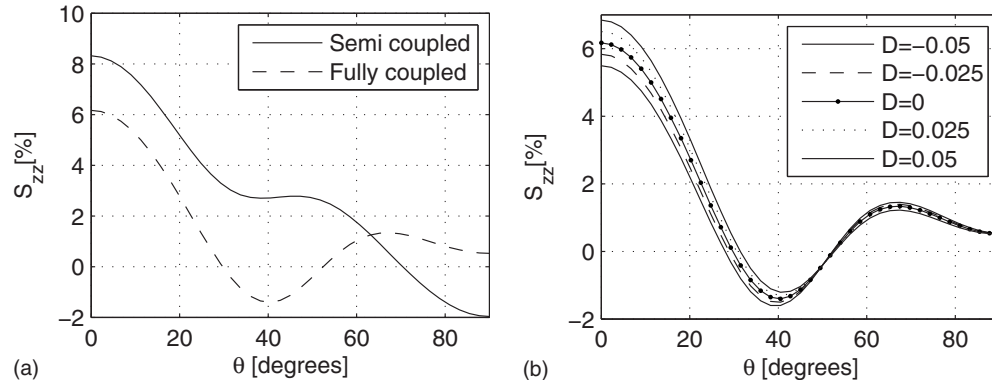 10
8
6
4
2
0
−2
S_zz[%]
Semi coupled
Fully coupled
0 20 40 60 80
θ [degrees]
(a)
6
4
2
0
−2
S_zz[%]
D=−0.05
D=−0.025
D=0
D=0.025
D=0.05
0 20 40 60 80
θ [degrees]
(b)